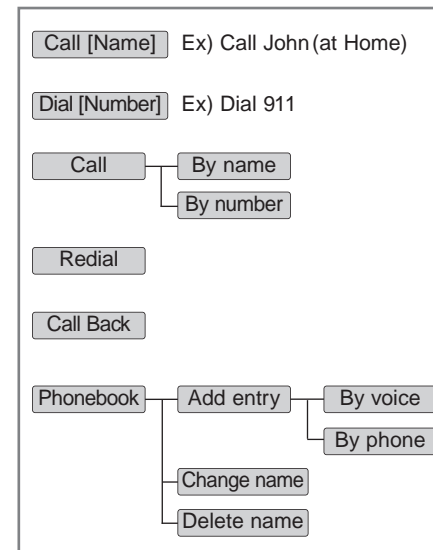 Call [Name] Ex) Call John (at Home)
Dial [Number] Ex) Dial 911
Call By name
By number
Redial
Call Back
Phonebook Add entry By voice
By phone
Change name
Delete name